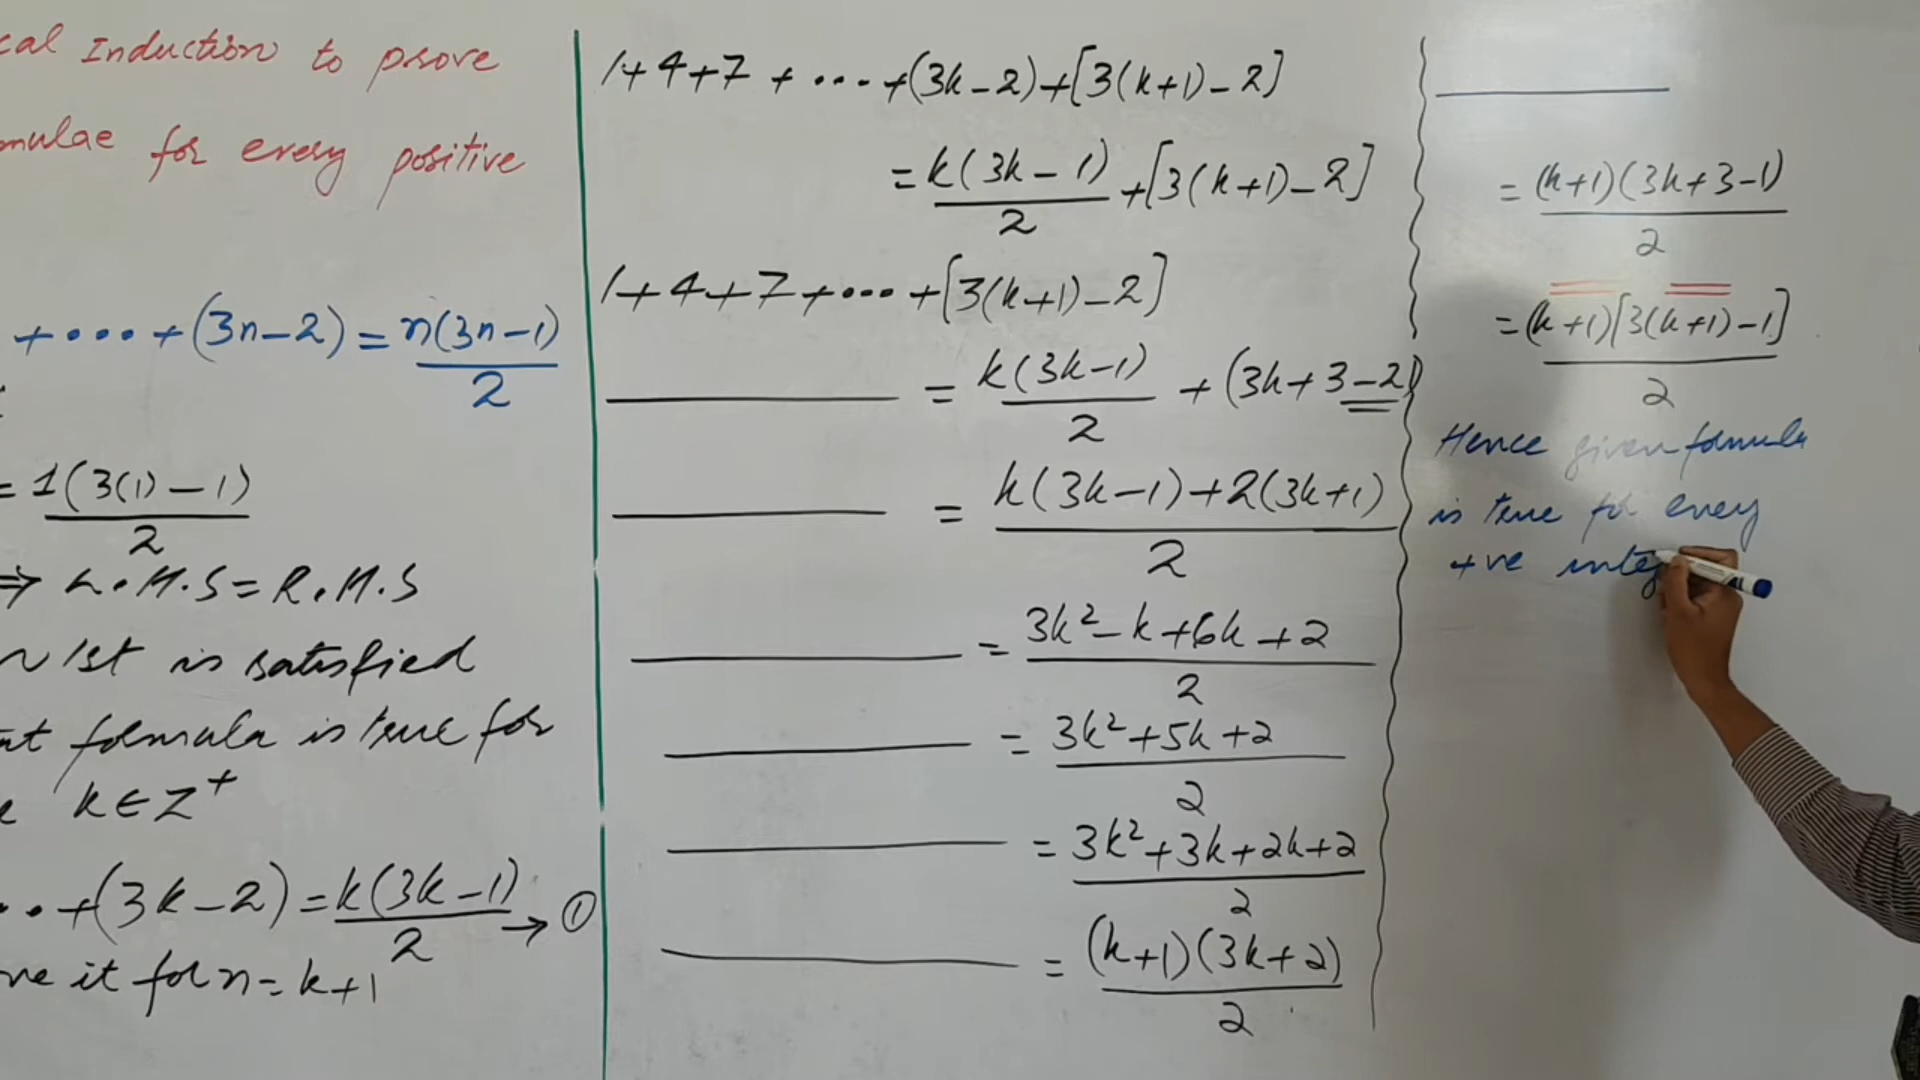 cal Induction to prove
mulae for every positive
+ ... + (3n-2) = n(3n-1)/2
= 1(3(1)-1)/2
⇒ L.H.S = R.H.S
1st is satisfied
formula is true for
k ∈ Z⁺
.. + (3k-2) = k(3k-1)/2 → ①
it for n = k+1
1+4+7+...+(3k-2)+[3(k+1)-2]
= k(3k-1)/2 + [3(k+1)-2]
1+4+7+...+[3(k+1)-2]
= k(3k-1)/2 + (3k+3-2)
= k(3k-1)+2(3k+1)/2
= 3k²-k+6k+2/2
= 3k²+5k+2/2
= 3k²+3k+2k+2/2
= (k+1)(3k+2)/2
= (k+1)(3k+3-1)/2
= (k+1)[3(k+1)-1]/2
Hence given formula
is true for every
+ve integ